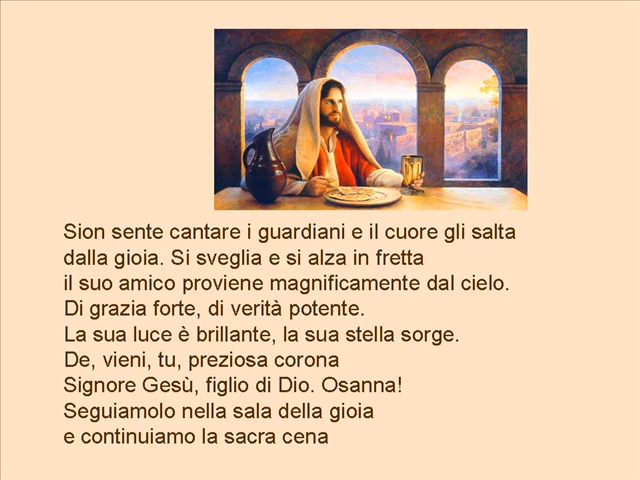 Sion sente cantare i guardiani e il cuore gli salta
dalla gioia. Si sveglia e si alza in fretta
il suo amico proviene magnificamente dal cielo.
Di grazia forte, di verità potente.
La sua luce è brillante, la sua stella sorge.
De, vieni, tu, preziosa corona
Signore Gesù, figlio di Dio. Osanna!
Seguiamolo nella sala della gioia
e continuiamo la sacra cena